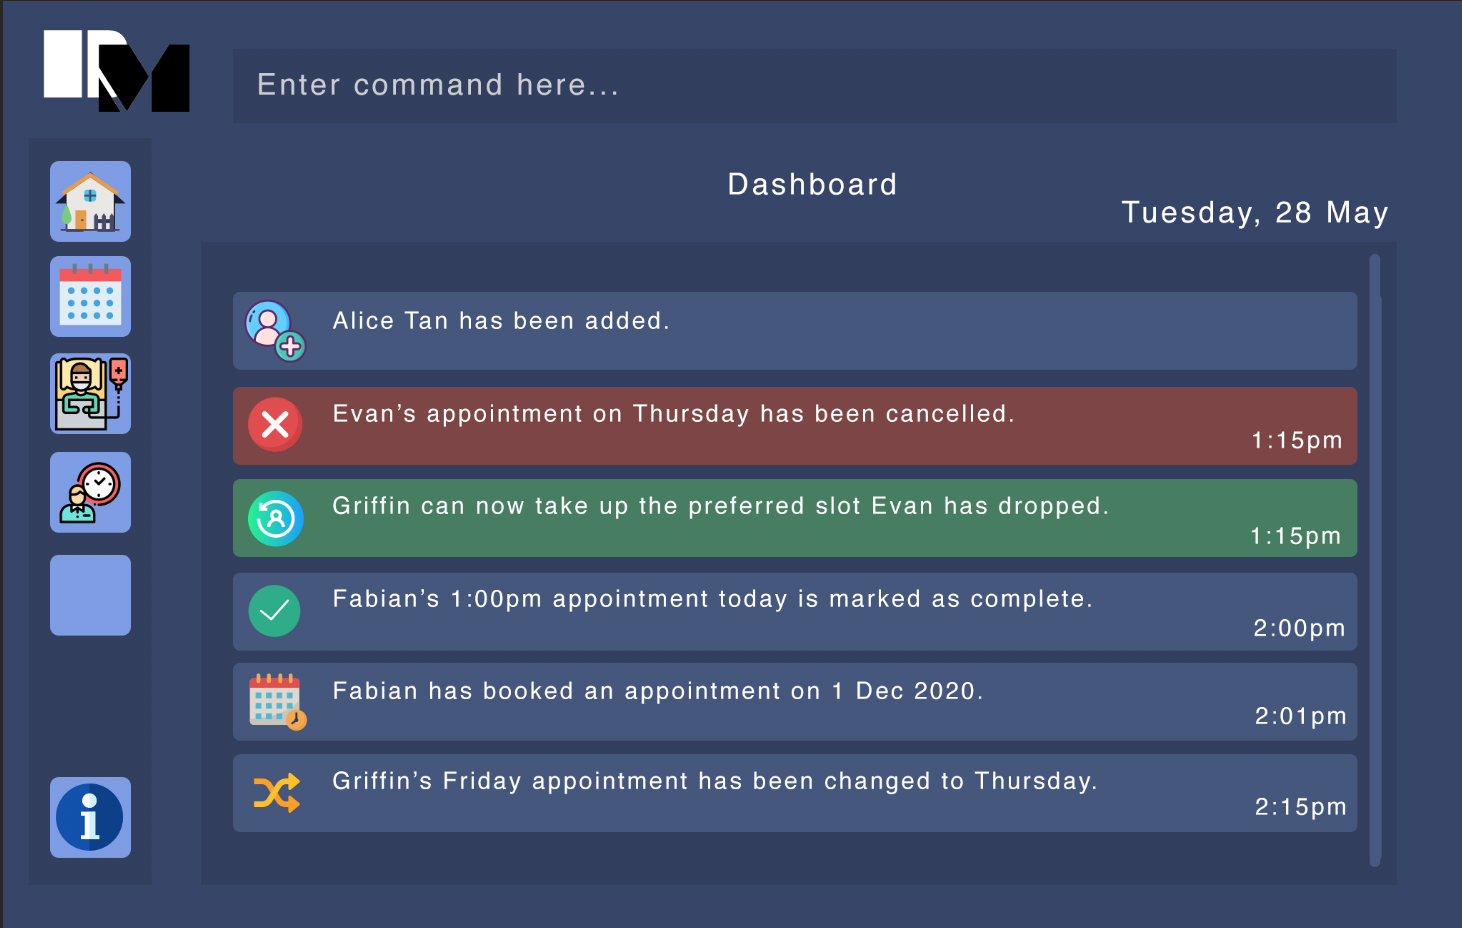 Enter command here...
Dashboard
Tuesday, 28 May
Alice Tan has been added.
Evan’s appointment on Thursday has been cancelled.
1:15pm
Griffin can now take up the preferred slot Evan has dropped.
1:15pm
Fabian’s 1:00pm appointment today is marked as complete.
2:00pm
Fabian has booked an appointment on 1 Dec 2020.
2:01pm
Griffin’s Friday appointment has been changed to Thursday.
2:15pm
i